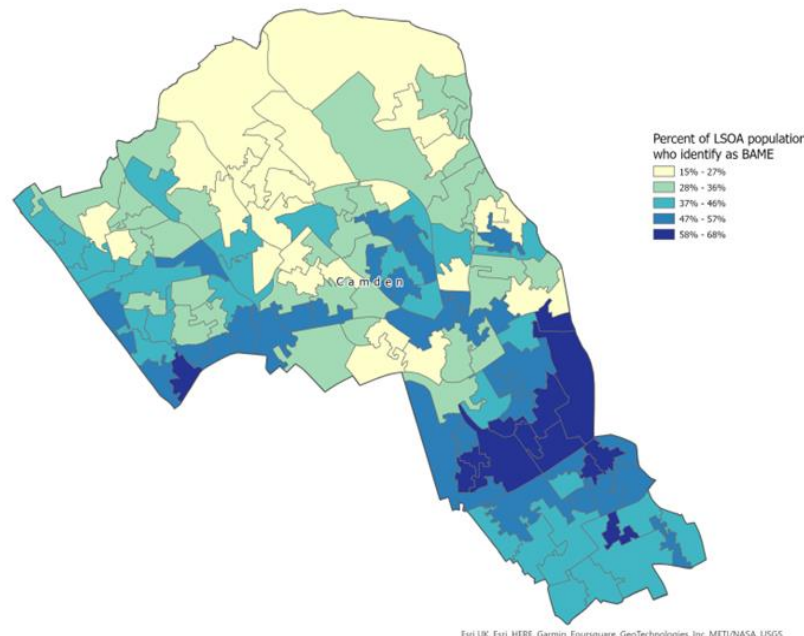 Percent of LSOA population
who identify as BAME
15% - 27%
28% - 36%
37% - 46%
47% - 57%
58% - 68%
Camden
Esri UK, Esri, HERE, Garmin, Foursquare, GeoTechnologies, Inc, METI/NASA, USGS